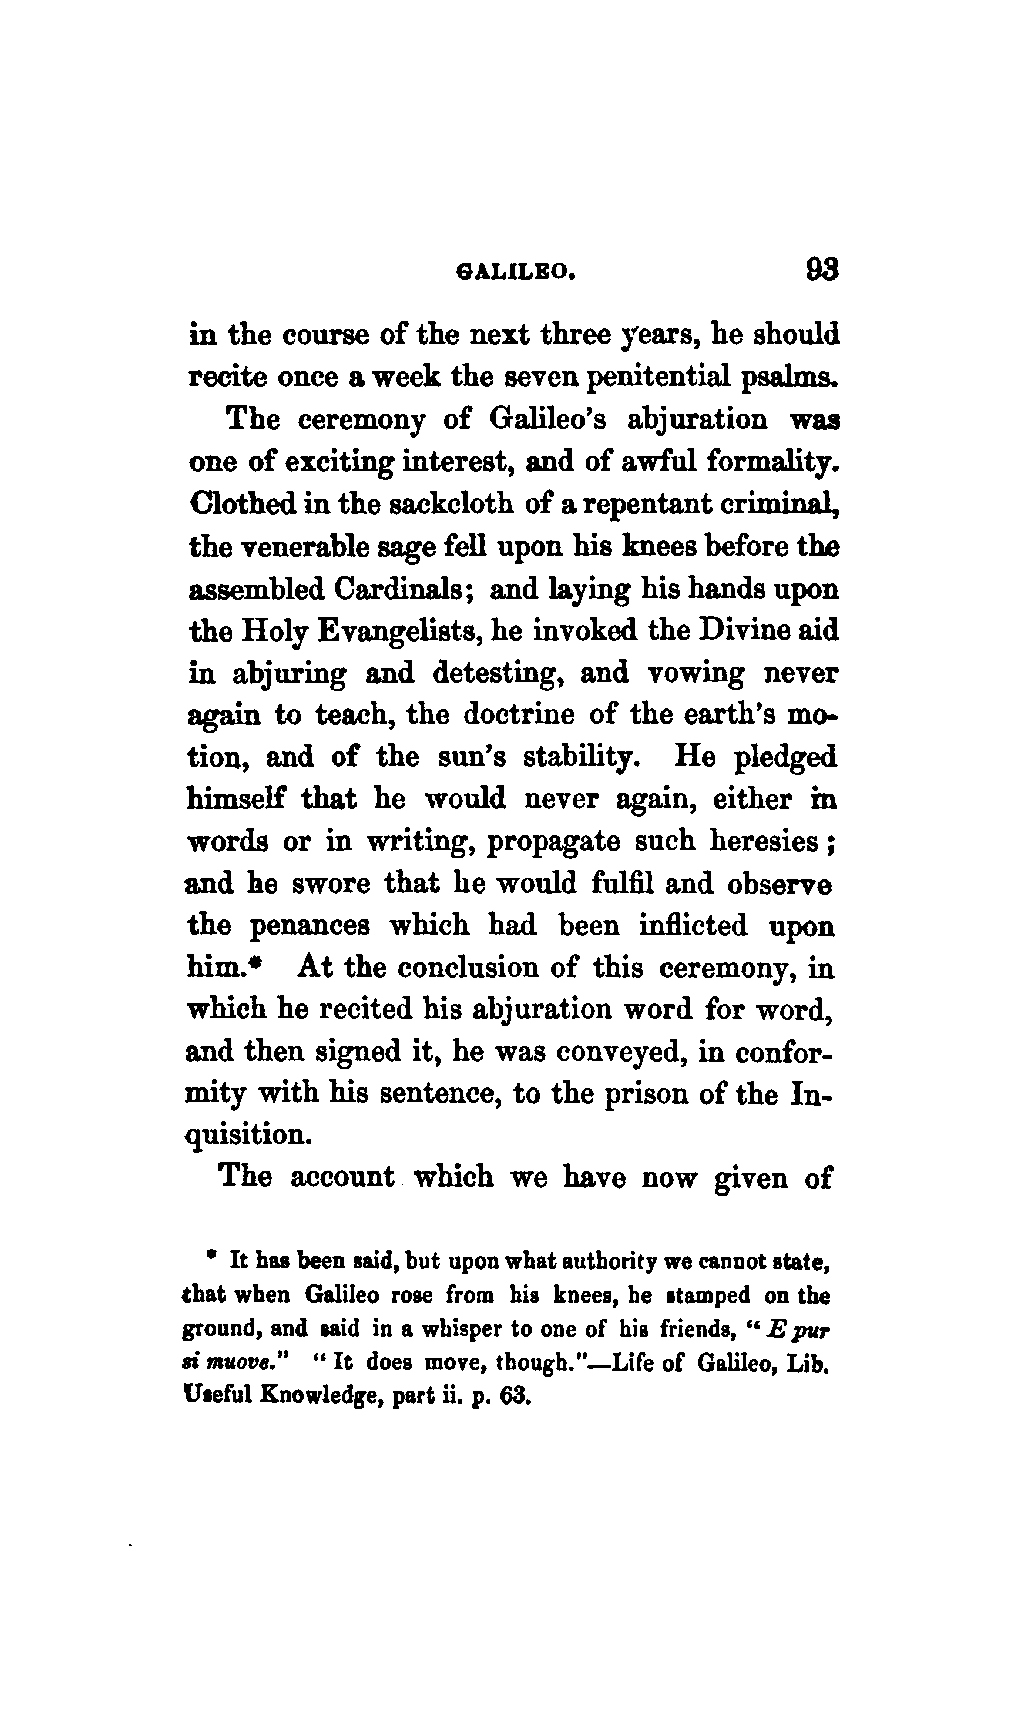 GALILEO. 93
in the course of the next three years, he should
recite once a week the seven penitential psalms.
The ceremony of Galileo's abjuration was
one of exciting interest, and of awful formality.
Clothed in the sackcloth of a repentant criminal,
the venerable sage fell upon his knees before the
assembled Cardinals; and laying his hands upon
the Holy Evangelists, he invoked the Divine aid
in abjuring and detesting, and vowing never
again to teach, the doctrine of the earth's mo-
tion, and of the sun's stability. He pledged
himself that he would never again, either in
words or in writing, propagate such heresies;
and he swore that he would fulfil and observe
the penances which had been inflicted upon
him.* At the conclusion of this ceremony, in
which he recited his abjuration word for word,
and then signed it, he was conveyed, in confor-
mity with his sentence, to the prison of the In-
quisition.
The account which we have now given of
* It has been said, but upon what authority we cannot state,
that when Galileo rose from his knees, he stamped on the
ground, and said in a whisper to one of his friends, "E pur
si muove." "It does move, though."—Life of Galileo, Lib.
Useful Knowledge, part ii. p. 63.